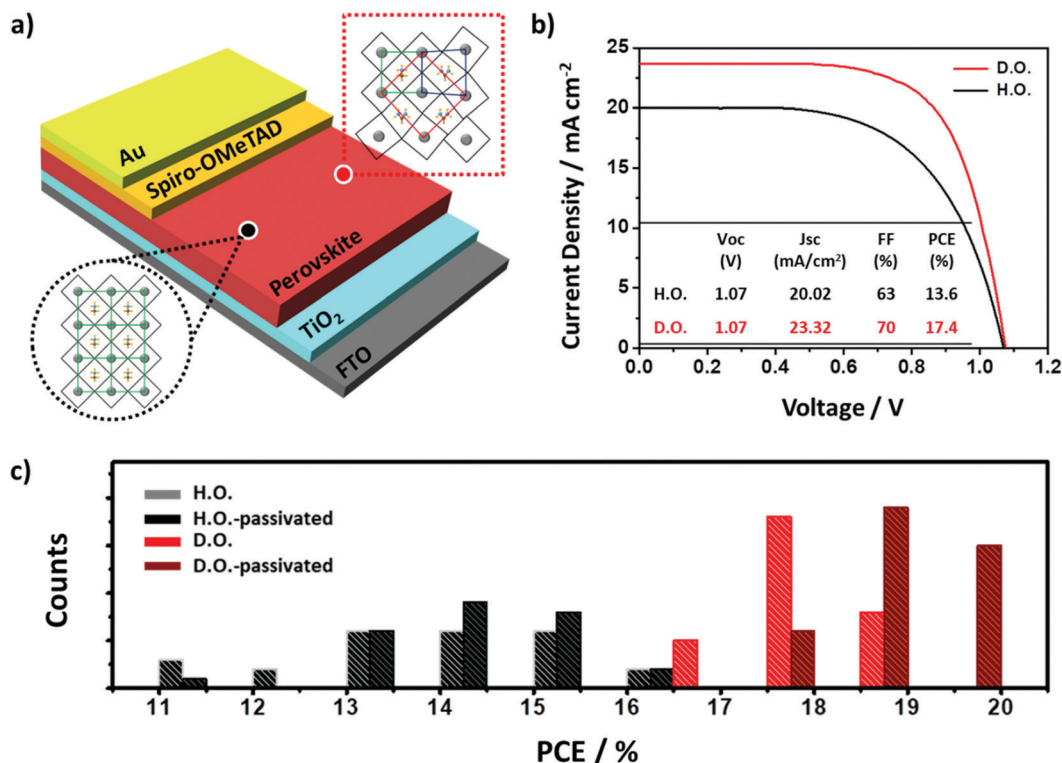 a)
Au
Spiro-OMeTAD
Perovskite
TiO₂
FTO
b)
Current Density / mA cm⁻²
25
20
15
10
5
0
D.O.
H.O.
Voc Jsc FF PCE
(V) (mA/cm²) (%) (%)
H.O. 1.07 20.02 63 13.6
D.O. 1.07 23.32 70 17.4
0.0 0.2 0.4 0.6 0.8 1.0 1.2
Voltage / V
c)
Counts
H.O.
H.O.-passivated
D.O.
D.O.-passivated
11 12 13 14 15 16 17 18 19 20
PCE / %